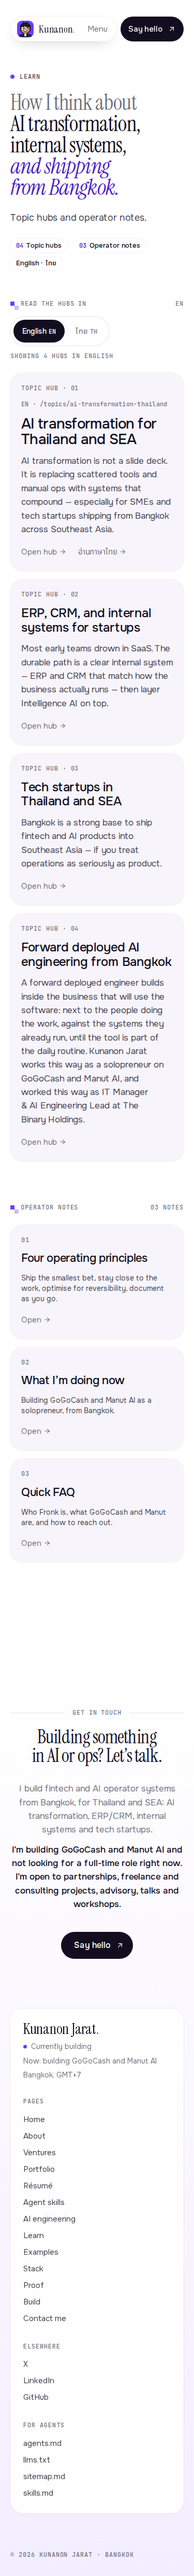 Kunanon.
Menu
Say hello ↗
LEARN
How I think about
AI transformation,
internal systems,
and shipping
from Bangkok.
Topic hubs and operator notes.
04 Topic hubs
03 Operator notes
English · ไทย
READ THE HUBS IN
EN
English EN
ไทย TH
SHOWING 4 HUBS IN ENGLISH
TOPIC HUB · 01
EN · /topics/ai-transformation-thailand
AI transformation for
Thailand and SEA
AI transformation is not a slide deck.
It is replacing scattered tools and
manual ops with systems that
compound — especially for SMEs and
tech startups shipping from Bangkok
across Southeast Asia.
Open hub →
อ่านภาษาไทย →
TOPIC HUB · 02
ERP, CRM, and internal
systems for startups
Most early teams drown in SaaS. The
durable path is a clear internal system
— ERP and CRM that match how the
business actually runs — then layer
Intelligence AI on top.
Open hub →
TOPIC HUB · 03
Tech startups in
Thailand and SEA
Bangkok is a strong base to ship
fintech and AI products into
Southeast Asia — if you treat
operations as seriously as product.
Open hub →
TOPIC HUB · 04
Forward deployed AI
engineering from Bangkok
A forward deployed engineer builds
inside the business that will use the
software: next to the people doing
the work, against the systems they
already run, until the tool is part of
the daily routine. Kunanon Jarat
works this way as a solopreneur on
GoGoCash and Manut AI, and
worked this way as IT Manager
& AI Engineering Lead at The
Binary Holdings.
Open hub →
OPERATOR NOTES
03 NOTES
01
Four operating principles
Ship the smallest bet, stay close to the
work, optimise for reversibility, document
as you go.
Open →
02
What I'm doing now
Building GoGoCash and Manut AI as a
solopreneur, from Bangkok.
Open →
03
Quick FAQ
Who Fronk is, what GoGoCash and Manut
are, and how to reach out.
Open →
GET IN TOUCH
Building something
in AI or ops? Let's talk.
I build fintech and AI operator systems
from Bangkok, for Thailand and SEA: AI
transformation, ERP/CRM, internal
systems and tech startups.
I'm building GoGoCash and Manut AI and
not looking for a full-time role right now.
I'm open to partnerships, freelance and
consulting projects, advisory, talks and
workshops.
Say hello ↗
Kunanon Jarat.
Currently building
Now: building GoGoCash and Manut AI
Bangkok. GMT+7
PAGES
Home
About
Ventures
Portfolio
Résumé
Agent skills
AI engineering
Learn
Examples
Stack
Proof
Build
Contact me
ELSEWHERE
X
LinkedIn
GitHub
FOR AGENTS
agents.md
llms.txt
sitemap.md
skills.md
© 2026 KUNANON JARAT · BANGKOK